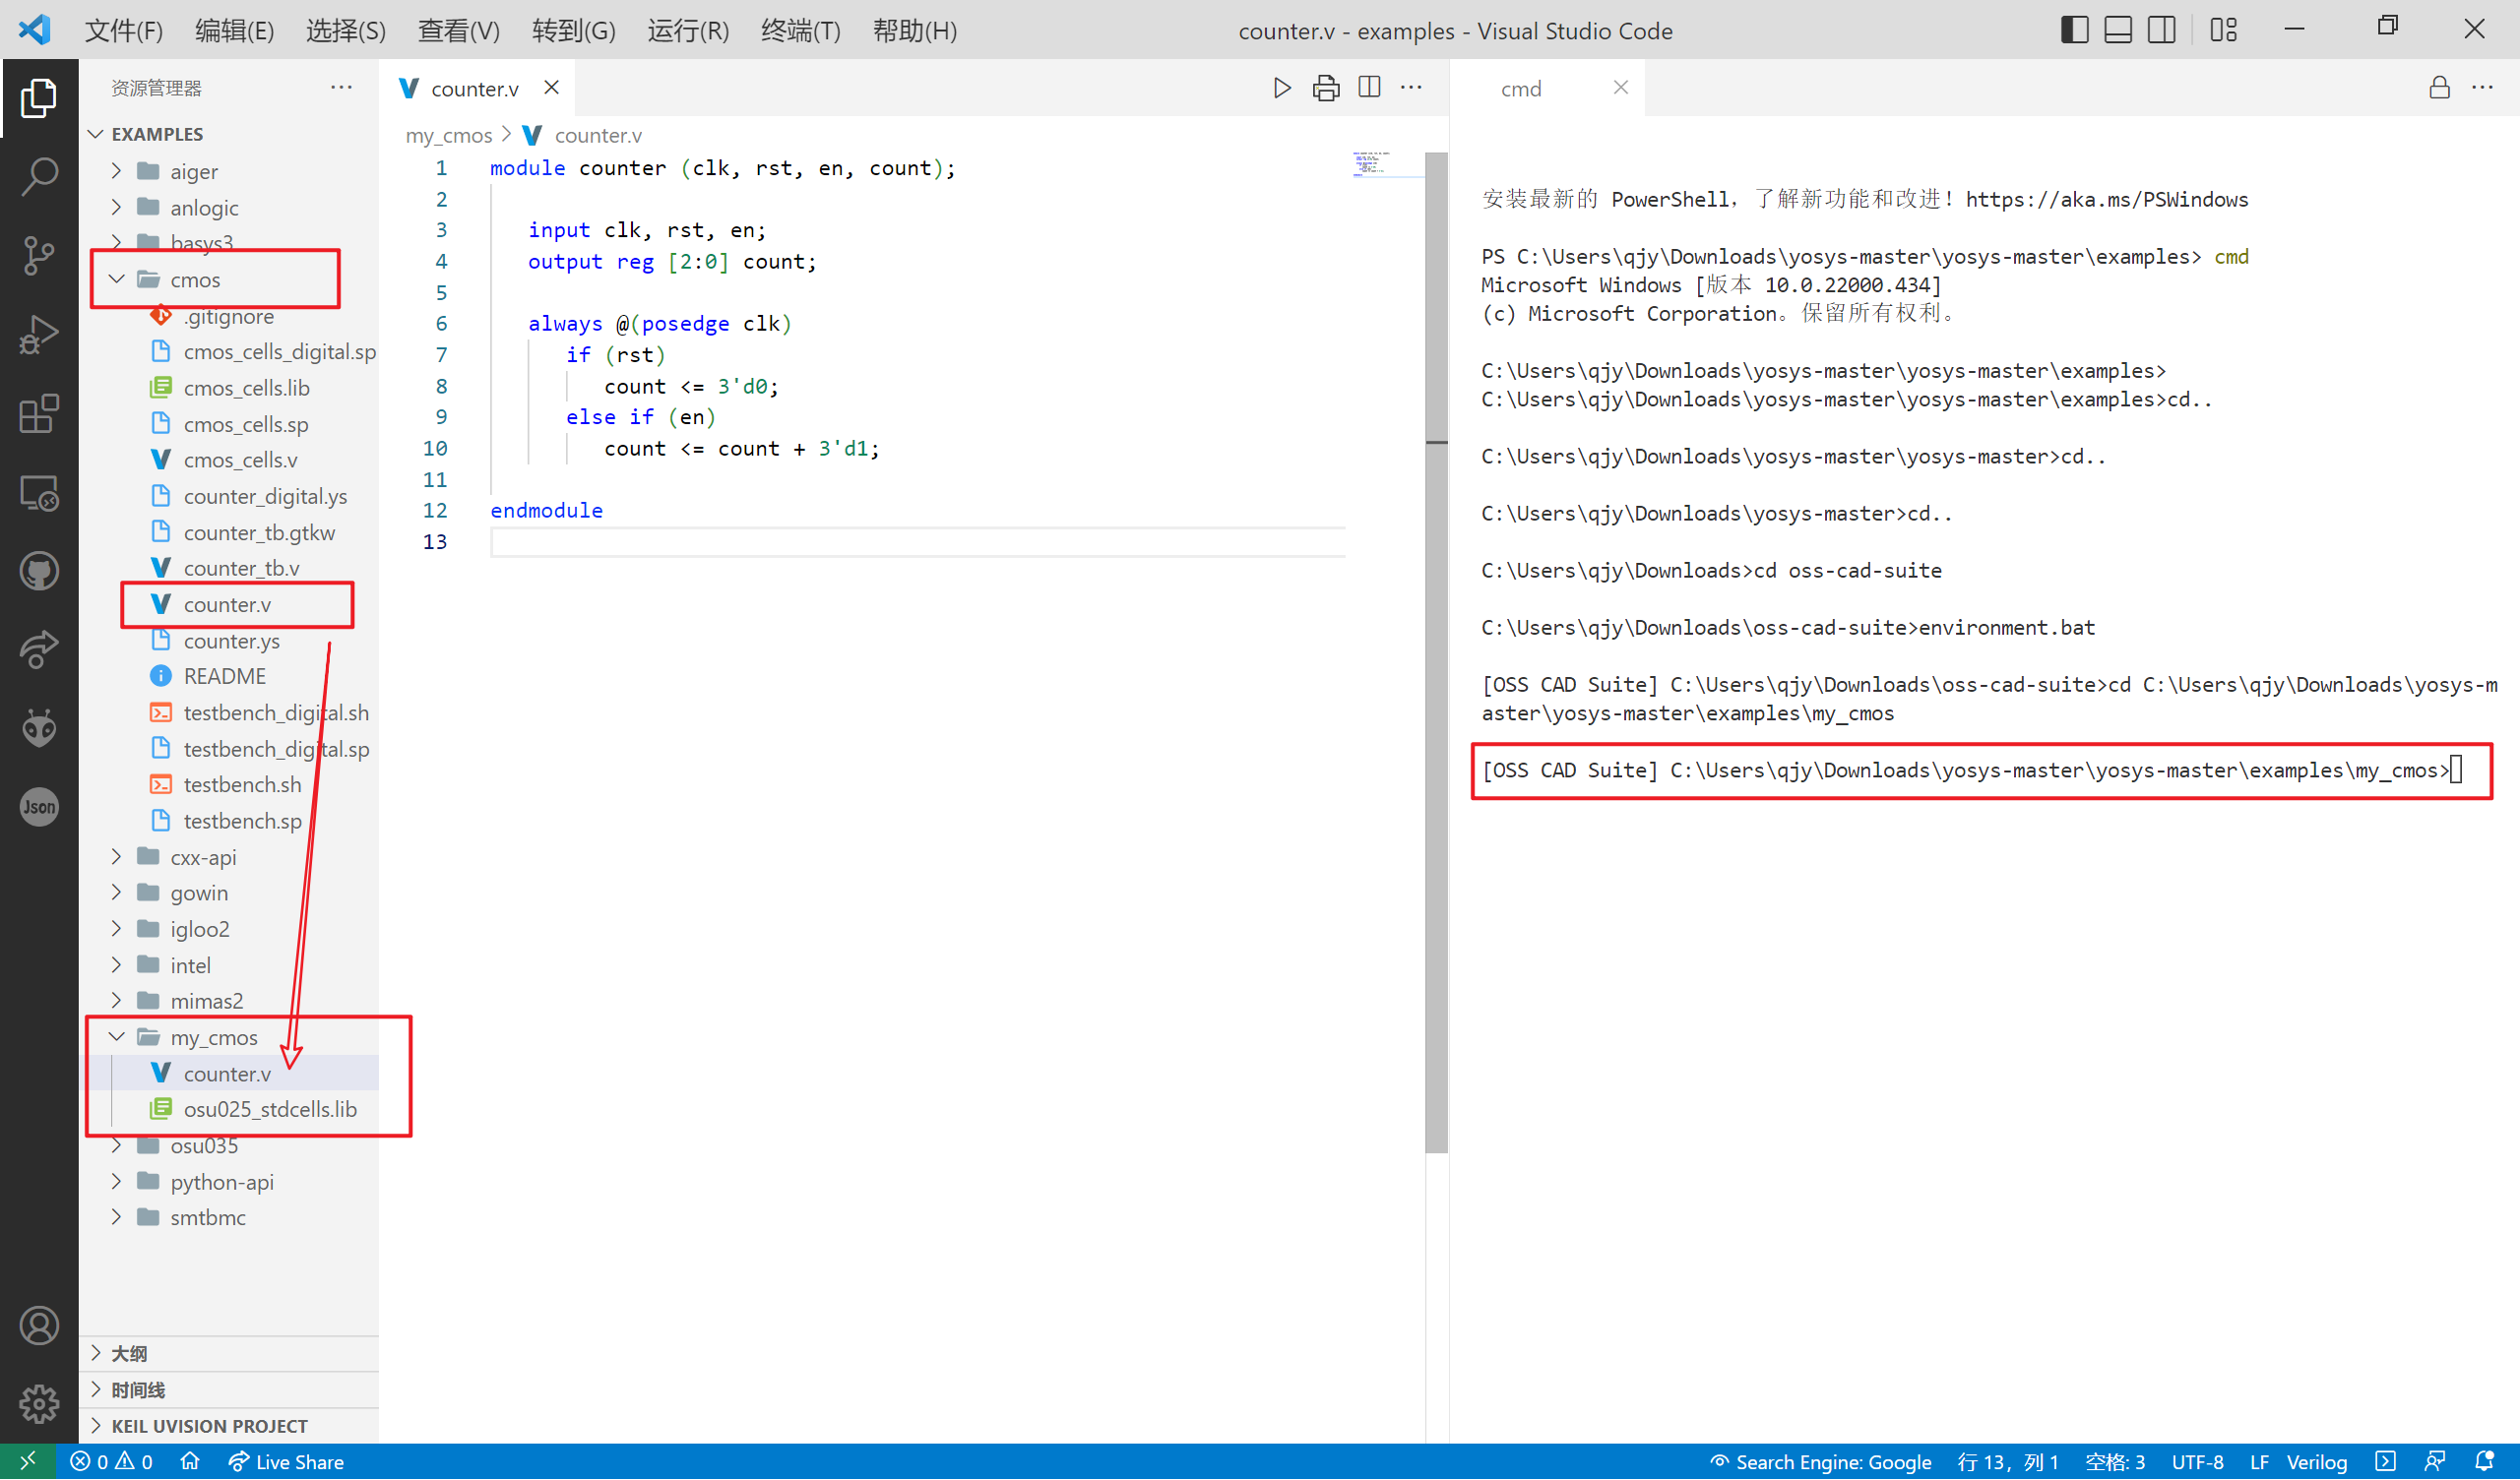 文件(F) 编辑(E) 选择(S) 查看(V) 转到(G) 运行(R) 终端(T) 帮助(H) counter.v - examples - Visual Studio Code
资源管理器
EXAMPLES
aiger
anlogic
basys3
cmos
.gitignore
cmos_cells_digital.sp
cmos_cells.lib
cmos_cells.sp
cmos_cells.v
counter_digital.ys
counter_tb.gtkw
counter_tb.v
counter.v
counter.ys
README
testbench_digital.sh
testbench_digital.sp
testbench.sh
testbench.sp
cxx-api
gowin
igloo2
intel
mimas2
my_cmos
counter.v
osu025_stdcells.lib
osu035
python-api
smtbmc
大纲
时间线
KEIL UVISION PROJECT
Json
counter.v
my_cmos > counter.v
1 module counter (clk, rst, en, count);
2
3 input clk, rst, en;
4 output reg [2:0] count;
5
6 always @(posedge clk)
7 if (rst)
8 count <= 3'd0;
9 else if (en)
10 count <= count + 3'd1;
11
12 endmodule
13
cmd
安装最新的 PowerShell，了解新功能和改进！https://aka.ms/PSWindows
PS C:\Users\qjy\Downloads\yosys-master\yosys-master\examples> cmd
Microsoft Windows [版本 10.0.22000.434]
(c) Microsoft Corporation。保留所有权利。
C:\Users\qjy\Downloads\yosys-master\yosys-master\examples>
C:\Users\qjy\Downloads\yosys-master\yosys-master\examples>cd..
C:\Users\qjy\Downloads\yosys-master\yosys-master>cd..
C:\Users\qjy\Downloads\yosys-master>cd..
C:\Users\qjy\Downloads>cd oss-cad-suite
C:\Users\qjy\Downloads\oss-cad-suite>environment.bat
[OSS CAD Suite] C:\Users\qjy\Downloads\oss-cad-suite>cd C:\Users\qjy\Downloads\yosys-m
aster\yosys-master\examples\my_cmos
[OSS CAD Suite] C:\Users\qjy\Downloads\yosys-master\yosys-master\examples\my_cmos>
0 0 Live Share Search Engine: Google 行 13，列 1 空格: 3 UTF-8 LF Verilog